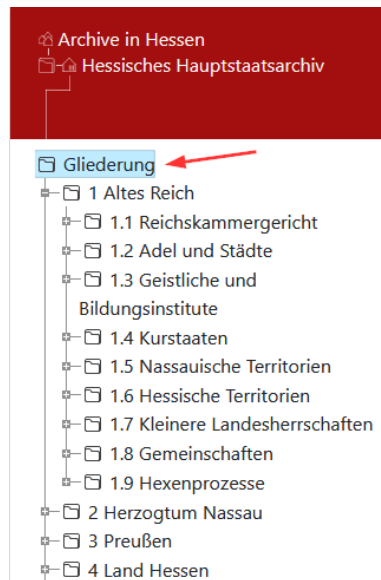 Archive in Hessen
Hessisches Hauptstaatsarchiv
Gliederung
1 Altes Reich
1.1 Reichskammergericht
1.2 Adel und Städte
1.3 Geistliche und
Bildungsinstitute
1.4 Kurstaaten
1.5 Nassauische Territorien
1.6 Hessische Territorien
1.7 Kleinere Landesherrschaften
1.8 Gemeinschaften
1.9 Hexenprozesse
2 Herzogtum Nassau
3 Preußen
4 Land Hessen